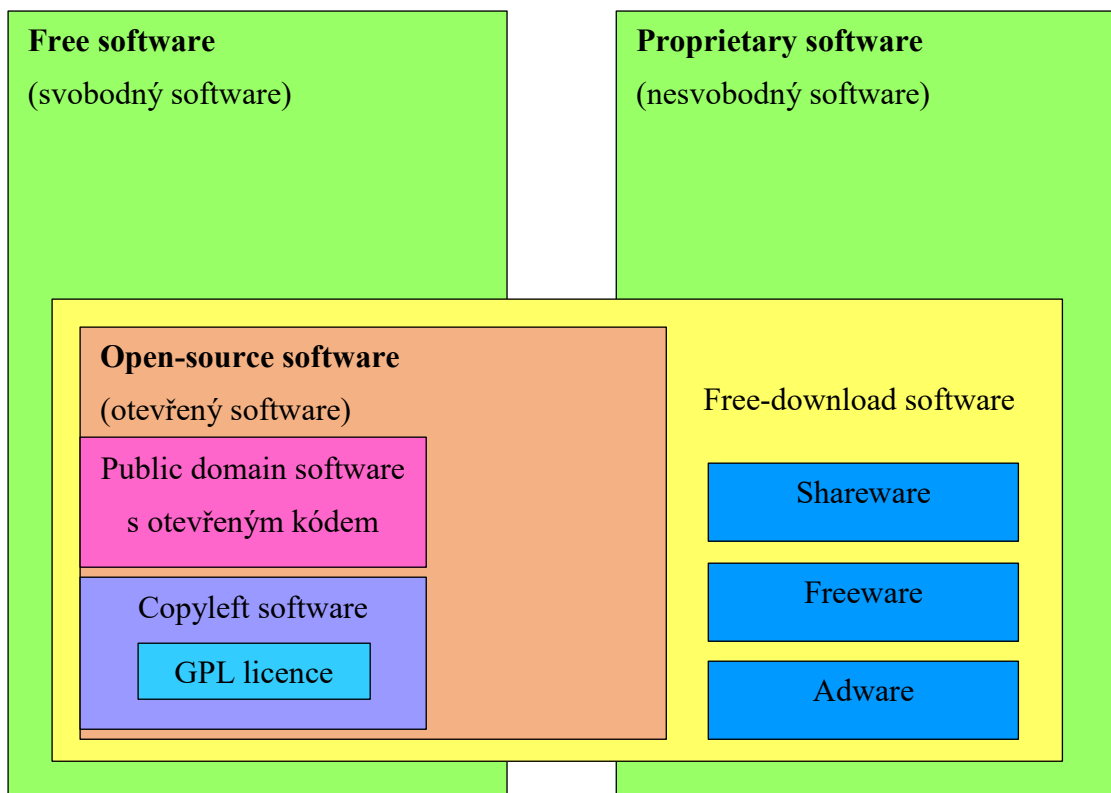 Free software
(svobodný software)
Proprietary software
(nesvobodný software)
Open-source software
(otevřený software)
Public domain software
s otevřeným kódem
Copyleft software
GPL licence
Free-download software
Shareware
Freeware
Adware